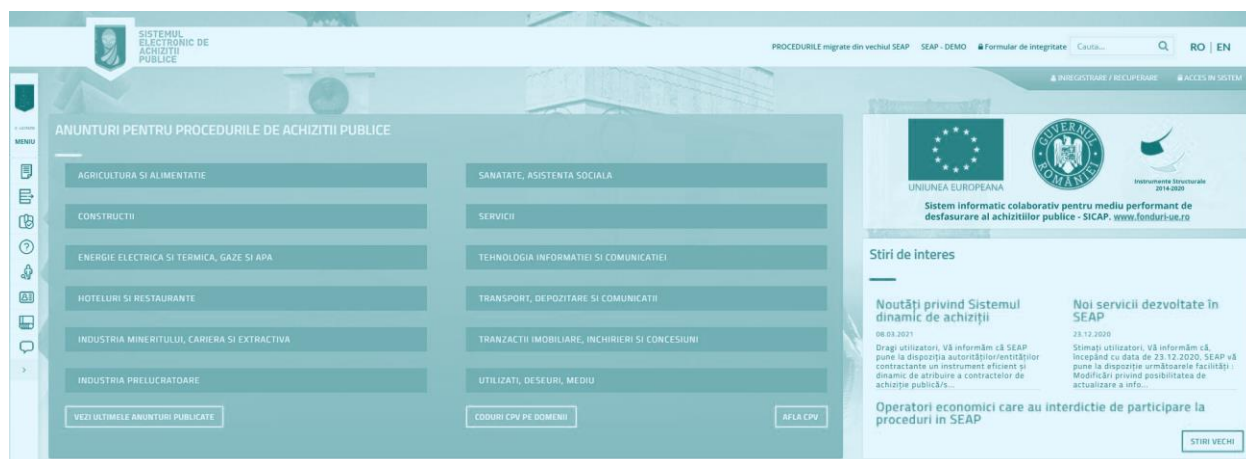 SISTEMUL
ELECTRONIC DE
ACHIZITII
PUBLICE
PROCEDURILE migrate din vechiul SEAP SEAP - DEMO Formular de integritate Cauta... RO | EN
INREGISTRARE / RECUPERARE ACCES IN SISTEM
MENIU
ANUNTURI PENTRU PROCEDURILE DE ACHIZITII PUBLICE
AGRICULTURA SI ALIMENTATIE
CONSTRUCTII
ENERGIE ELECTRICA SI TERMICA, GAZE SI APA
HOTELURI SI RESTAURANTE
INDUSTRIA MINERITULUI, CARIERA SI EXTRACTIVA
INDUSTRIA PRELUCRATOARE
SANATATE, ASISTENTA SOCIALA
SERVICII
TEHNOLOGIA INFORMATIEI SI COMUNICATIEI
TRANSPORT, DEPOZITARE SI COMUNICATII
TRANZACTII IMOBILIARE, INCHIRIERI SI CONCESIUNI
UTILIZATI, DESEURI, MEDIU
VEZI ULTIMELE ANUNTURI PUBLICATE
CODURI CPV PE DOMENII
AFLA CPV
UNIUNEA EUROPEANA
GUVERNUL
ROMÂNIEI
Instrumente Structurale
2014-2020
Sistem informatic colaborativ pentru mediu performant de
desfasurare al achizitiilor publice - SICAP. www.fonduri-ue.ro
Stiri de interes
Noutăți privind Sistemul
dinamic de achiziții
08.03.2021
Dragi utilizatori, Vă informăm că SEAP
pune la dispoziția autorităților/entităților
contractante un instrument eficient și
dinamic de atribuire a contractelor de
achiziție publică/s...
Noi servicii dezvoltate în
SEAP
23.12.2020
Stimați utilizatori, Vă informăm că,
începând cu data de 23.12.2020, SEAP vă
pune la dispoziție următoarele facilități :
Modificări privind posibilitatea de
actualizare a info...
Operatori economici care au interdictie de participare la
proceduri in SEAP
STIRI VECHI